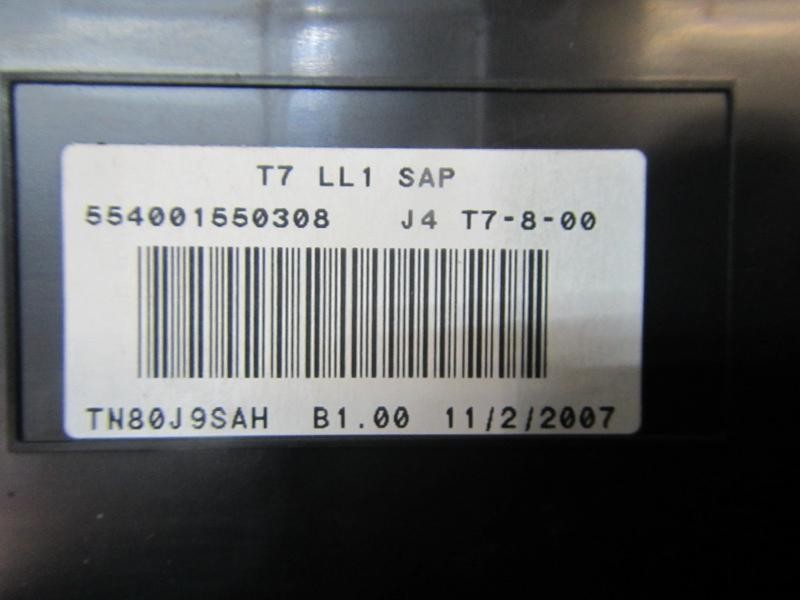 T7 LL1 SAP
554001550308 J4 T7-8-00
TN80J9SAH B1.00 11/2/2007